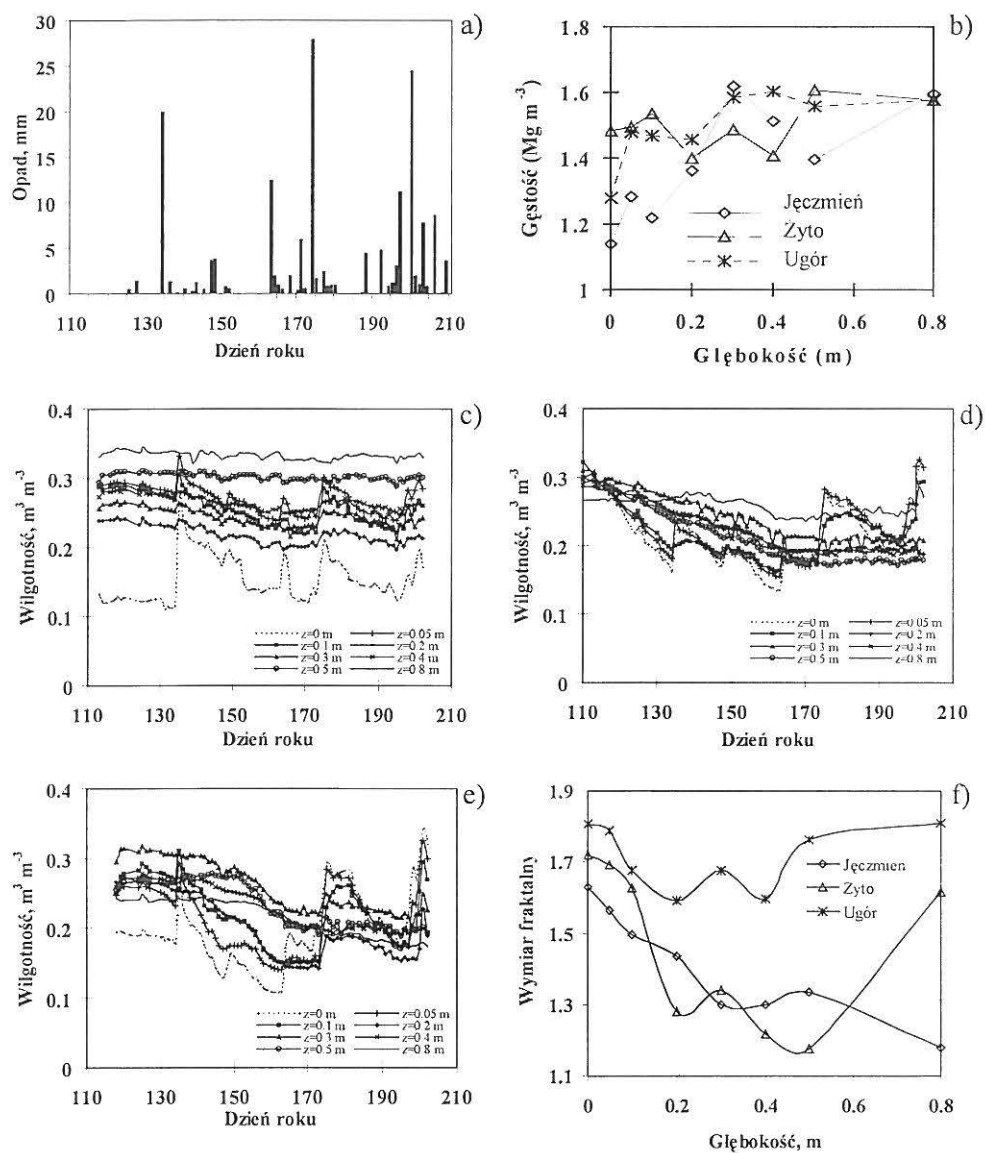 a)
Opad, mm
30
25
20
15
10
5
0
110 130 150 170 190 210
Dzień roku
b)
Gęstość (Mg m -3)
1.8
1.6
1.4
1.2
1
Jęczmień
Żyto
Ugór
0 0.2 0.4 0.6 0.8
Głębokość (m)
c)
Wilgotność, m3 m-3
0.4
0.3
0.2
0.1
0
z=0 m z=0.05 m
z=0.1 m z=0.2 m
z=0.3 m z=0.4 m
z=0.5 m z=0.8 m
110 130 150 170 190 210
Dzień roku
d)
Wilgotność, m3 m-3
0.4
0.3
0.2
0.1
0
z=0 m z=0 05 m
z=0.1 m z=0.2 m
z=0 3 m z=0 4 m
z=0 5 m z=0.8 m
110 130 150 170 190 210
Dzień roku
e)
Wilgotność, m3 m-3
0.4
0.3
0.2
0.1
0
z=0 m z=0.05 m
z=0.1 m z=0 2 m
z=0.3 m z=0.4 m
z=0.5 m z=0.8 m
110 130 150 170 190 210
Dzień roku
f)
Wymiar fraktalny
1.9
1.7
1.5
1.3
1.1
Jęczmien
Zyto
Ugór
0 0.2 0.4 0.6 0.8
Głębokość, m